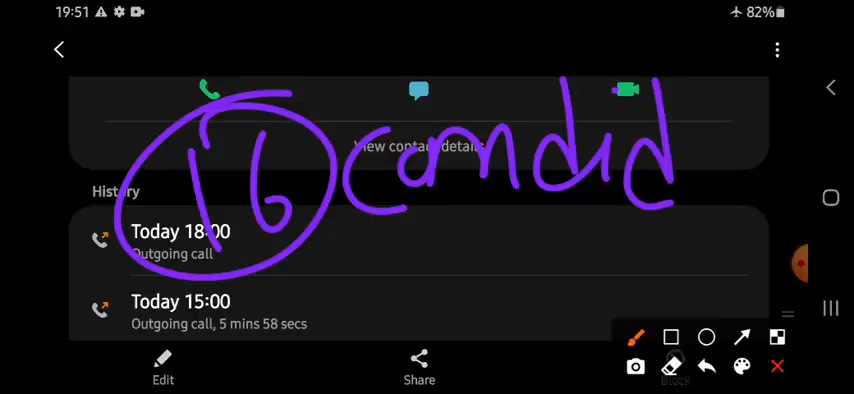 19:51 82%
16 candid
View contact details
History
Today 18:00
Outgoing call
Today 15:00
Outgoing call, 5 mins 58 secs
Edit Share Block